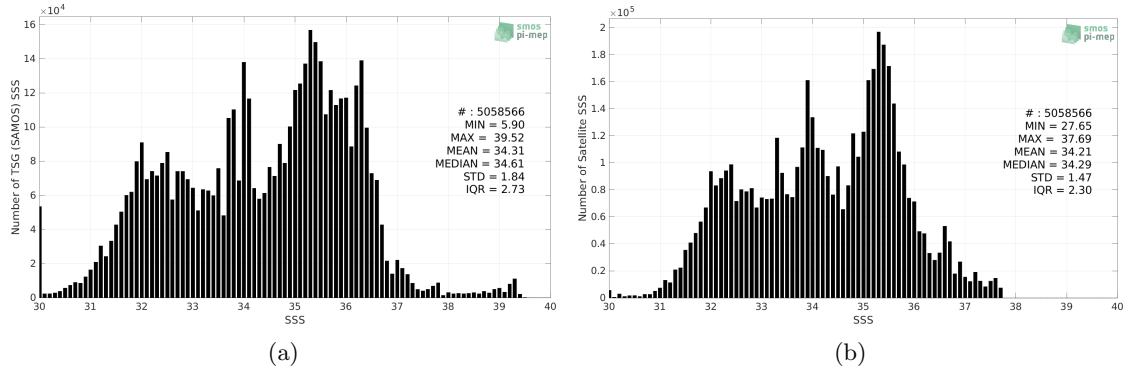 ×10^4
16
14
12
10
8
6
4
2
0
30 31 32 33 34 35 36 37 38 39 40
Number of TSG (SAMOS) SSS
SSS
smos
pi-mep
# : 5058566
MIN = 5.90
MAX = 39.52
MEAN = 34.31
MEDIAN = 34.61
STD = 1.84
IQR = 2.73
(a)
×10^5
2
1.8
1.6
1.4
1.2
1
0.8
0.6
0.4
0.2
0
30 31 32 33 34 35 36 37 38 39 40
Number of Satellite SSS
SSS
smos
pi-mep
# : 5058566
MIN = 27.65
MAX = 37.69
MEAN = 34.21
MEDIAN = 34.29
STD = 1.47
IQR = 2.30
(b)